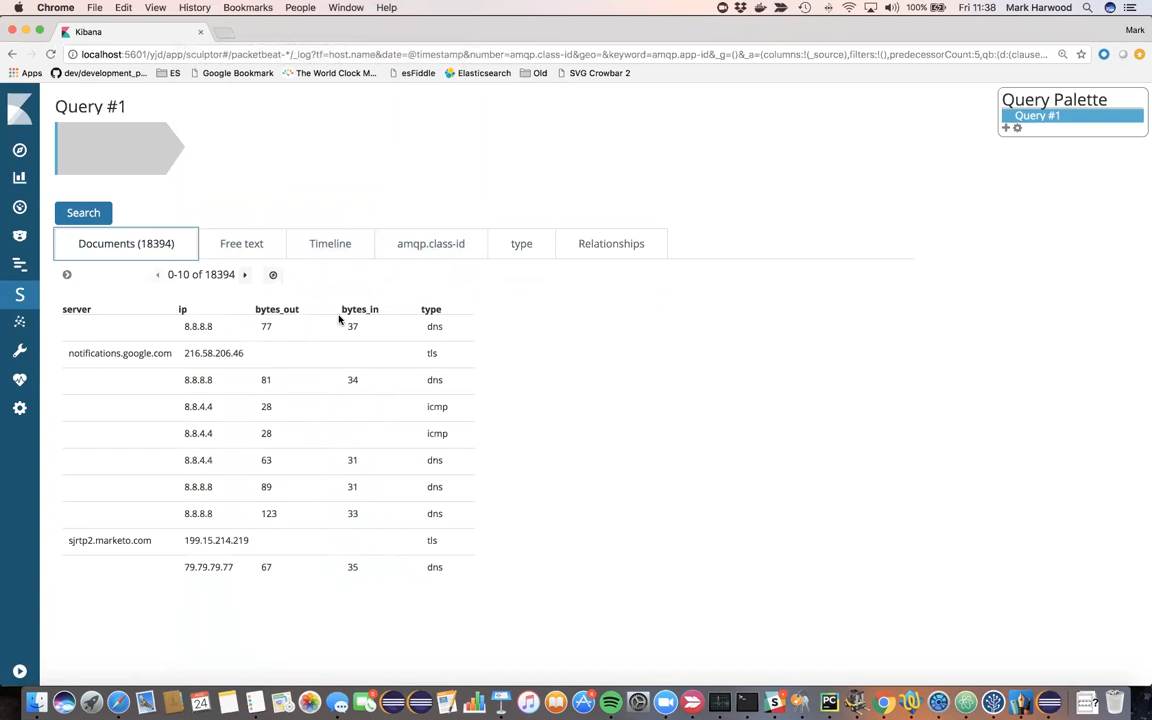 Chrome File Edit View History Bookmarks People Window Help 100% Fri 11:38 Mark Harwood
Kibana Mark
localhost:5601/yjd/app/sculptor#/packetbeat-*/_log?tf=host.name&date=@timestamp&number=amqp.class-id&geo=&keyword=amqp.app-id&_g=()&_a=(columns:!(_source),filters:!(),predecessorCount:5,qb:(d:(clause...
Apps dev/development_p... ES Google Bookmark The World Clock M... esFiddle Elasticsearch Old SVG Crowbar 2
Query #1
Query Palette
Query #1
Search
Documents (18394) Free text Timeline amqp.class-id type Relationships
0-10 of 18394
server ip bytes_out bytes_in type
8.8.8.8 77 37 dns
notifications.google.com 216.58.206.46 tls
8.8.8.8 81 34 dns
8.8.4.4 28 icmp
8.8.4.4 28 icmp
8.8.4.4 63 31 dns
8.8.8.8 89 31 dns
8.8.8.8 123 33 dns
sjrtp2.marketo.com 199.15.214.219 tls
79.79.79.77 67 35 dns